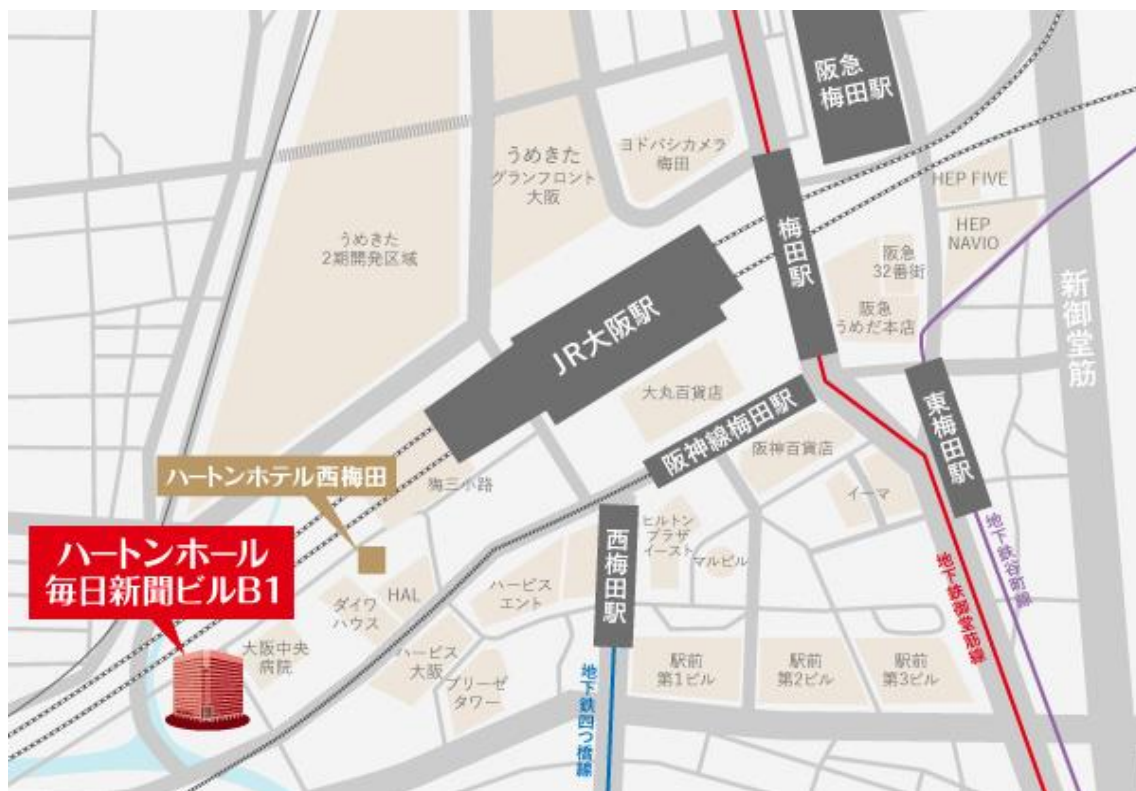 阪急
梅田駅
ヨドバシカメラ
梅田
うめきた
グランフロント
大阪
HEP FIVE
HEP
NAVIO
うめきた
2期開発区域
梅田駅
阪急
32番街
阪急
うめだ本店
新御堂筋
JR大阪駅
大丸百貨店
阪神線梅田駅
阪神百貨店
東梅田駅
イーマ
梅三小路
ハートンホテル西梅田
ハートンホール
毎日新聞ビルB1
西梅田駅
ヒルトン
プラザ
イースト
マルビル
ハービス
エント
HAL
ダイワ
ハウス
大阪中央
病院
ハービス
大阪
ブリーゼ
タワー
駅前
第1ビル
駅前
第2ビル
駅前
第3ビル
地下鉄四つ橋線
地下鉄御堂筋線
地下鉄谷町線